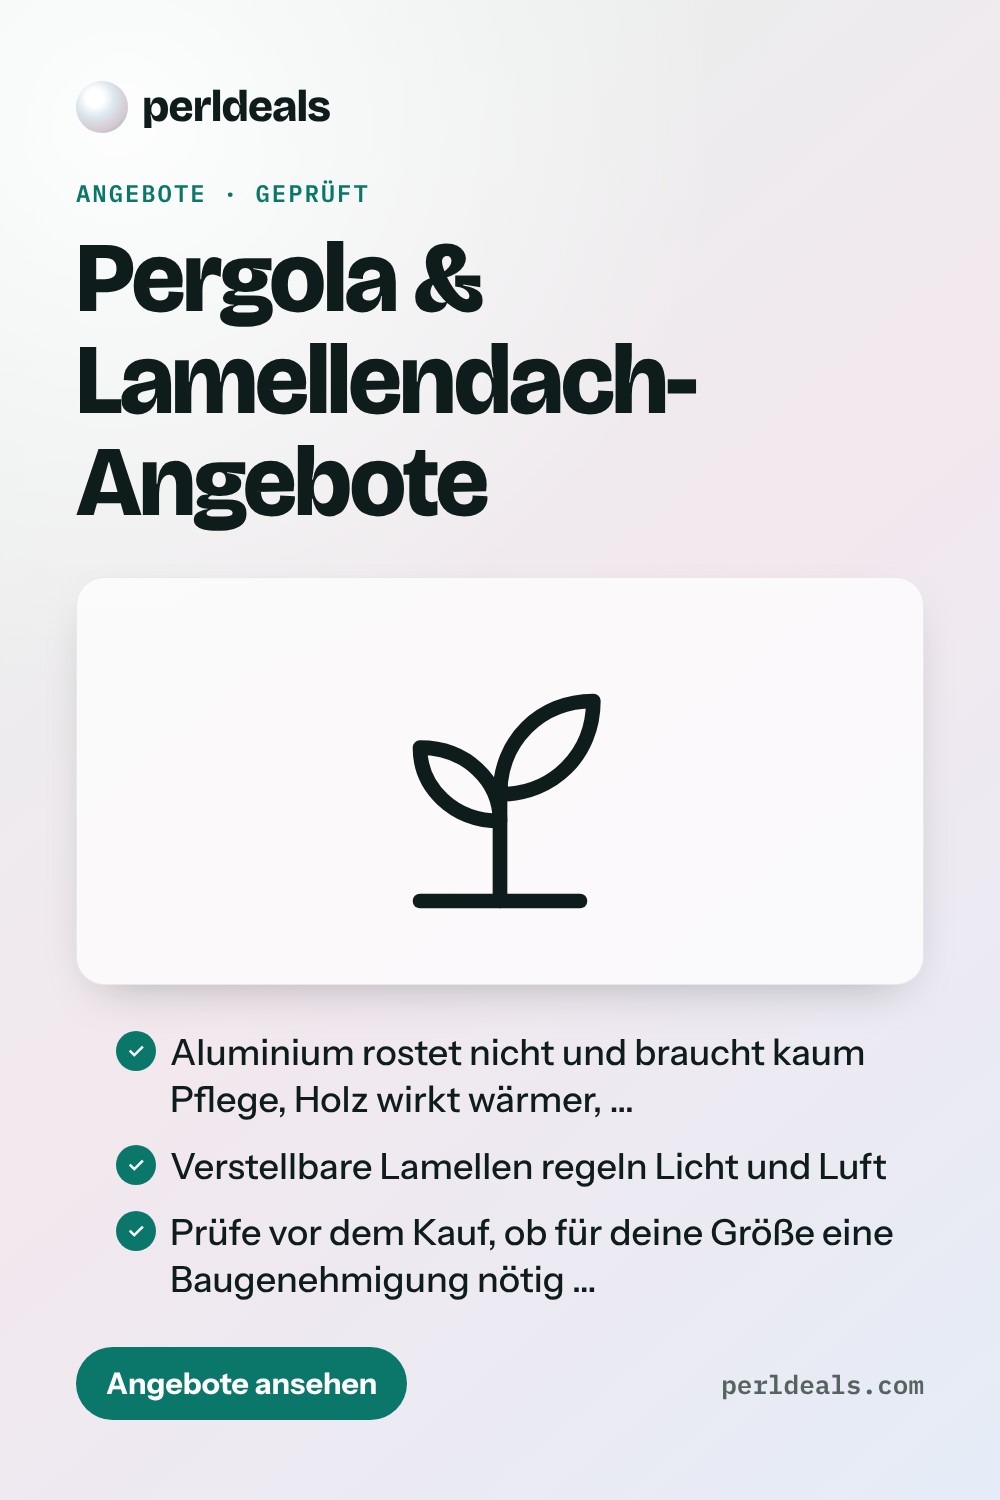 perldeals
ANGEBOTE · GEPRÜFT
Pergola &
Lamellendach-
Angebote
Aluminium rostet nicht und braucht kaum
Pflege, Holz wirkt wärmer, ...
Verstellbare Lamellen regeln Licht und Luft
Prüfe vor dem Kauf, ob für deine Größe eine
Baugenehmigung nötig ...
Angebote ansehen
perldeals.com